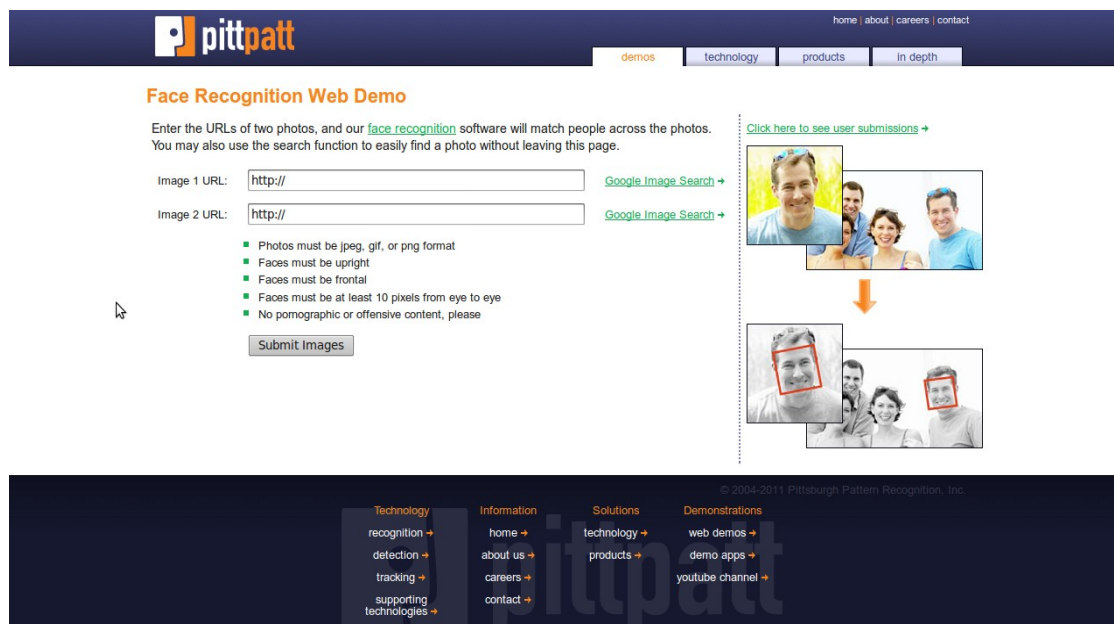 pittpatt
home | about | careers | contact
demos technology products in depth
Face Recognition Web Demo
Enter the URLs of two photos, and our face recognition software will match people across the photos.
You may also use the search function to easily find a photo without leaving this page.
Click here to see user submissions →
Image 1 URL: http:// Google Image Search →
Image 2 URL: http:// Google Image Search →
Photos must be jpeg, gif, or png format
Faces must be upright
Faces must be frontal
Faces must be at least 10 pixels from eye to eye
No pornographic or offensive content, please
Submit Images
© 2004-2011 Pittsburgh Pattern Recognition, Inc.
Technology Information Solutions Demonstrations
recognition → home → technology → web demos →
detection → about us → products → demo apps →
tracking → careers → youtube channel →
supporting contact →
technologies →
pittpatt